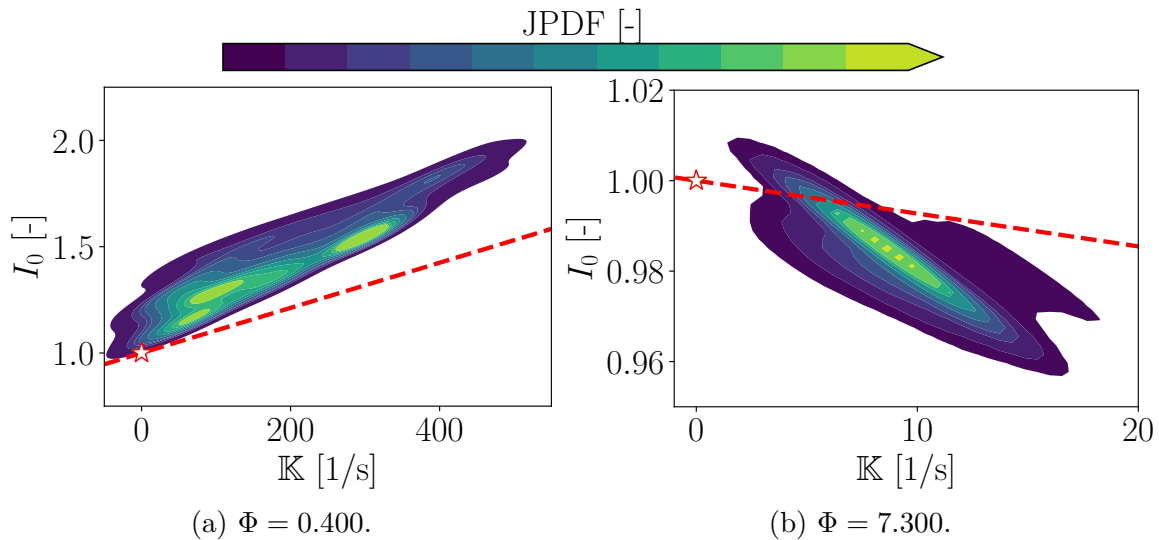 JPDF [-]
2.0
1.5
1.0
I₀ [-]
0 200 400
𝕂 [1/s]
(a) Φ = 0.400.
1.02
1.00
0.98
0.96
I₀ [-]
0 10 20
𝕂 [1/s]
(b) Φ = 7.300.